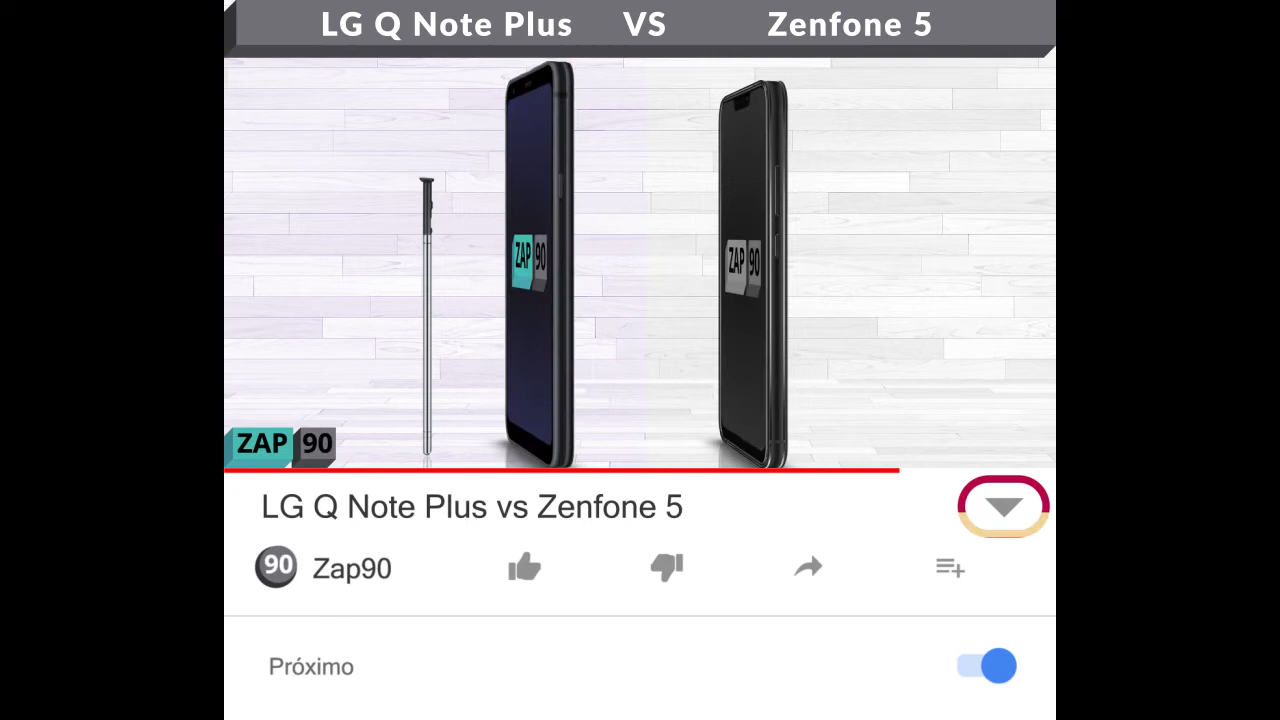 LG Q Note Plus VS Zenfone 5
ZAP 90
ZAP 90
ZAP 90
LG Q Note Plus vs Zenfone 5
90 Zap90
Próximo